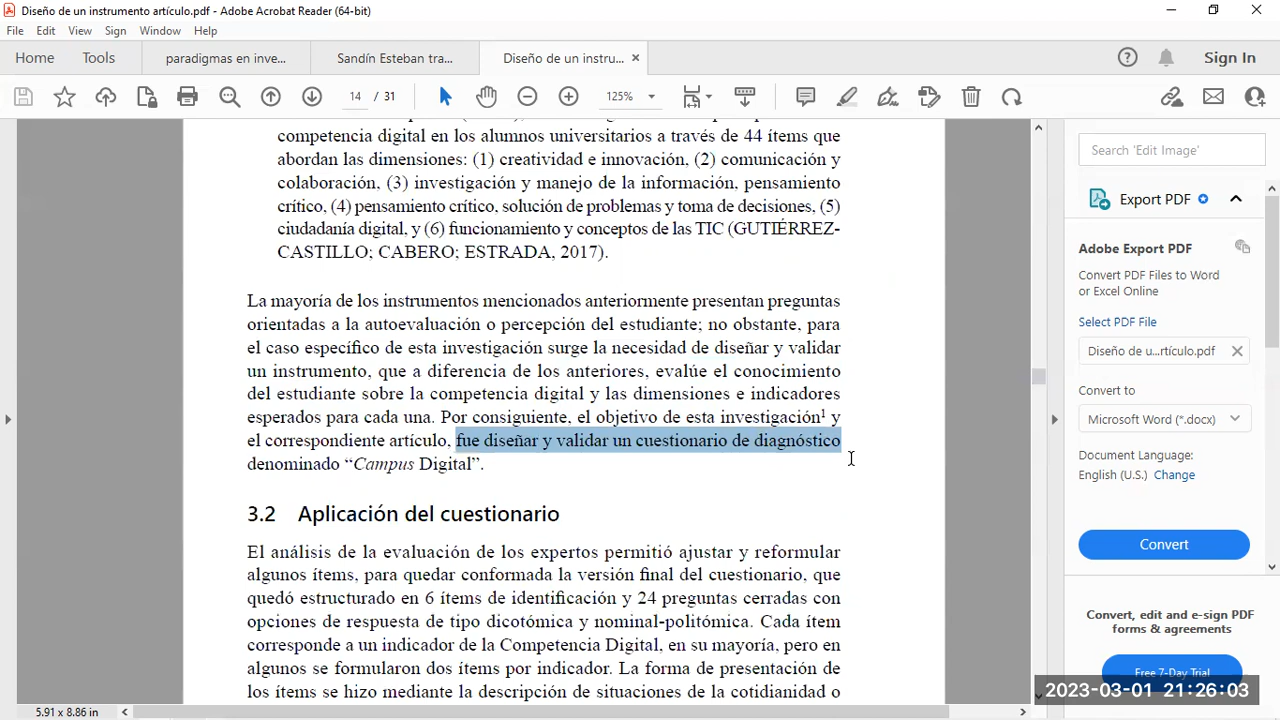 Diseño de un instrumento artículo.pdf - Adobe Acrobat Reader (64-bit)
File Edit View Sign Window Help
Home Tools paradigmas en inve... Sandín Esteban tra... Diseño de un instru... Sign In
14 / 31 125%
competencia digital en los alumnos universitarios a través de 44 ítems que
abordan las dimensiones: (1) creatividad e innovación, (2) comunicación y
colaboración, (3) investigación y manejo de la información, pensamiento
crítico, (4) pensamiento crítico, solución de problemas y toma de decisiones, (5)
ciudadanía digital, y (6) funcionamiento y conceptos de las TIC (GUTIÉRREZ-
CASTILLO; CABERO; ESTRADA, 2017).
La mayoría de los instrumentos mencionados anteriormente presentan preguntas
orientadas a la autoevaluación o percepción del estudiante; no obstante, para
el caso específico de esta investigación surge la necesidad de diseñar y validar
un instrumento, que a diferencia de los anteriores, evalúe el conocimiento
del estudiante sobre la competencia digital y las dimensiones e indicadores
esperados para cada una. Por consiguiente, el objetivo de esta investigación¹ y
el correspondiente artículo, fue diseñar y validar un cuestionario de diagnóstico
denominado “Campus Digital”.
3.2 Aplicación del cuestionario
El análisis de la evaluación de los expertos permitió ajustar y reformular
algunos ítems, para quedar conformada la versión final del cuestionario, que
quedó estructurado en 6 ítems de identificación y 24 preguntas cerradas con
opciones de respuesta de tipo dicotómica y nominal-politómica. Cada ítem
corresponde a un indicador de la Competencia Digital, en su mayoría, pero en
algunos se formularon dos ítems por indicador. La forma de presentación de
los ítems se hizo mediante la descripción de situaciones de la cotidianidad o
5.91 x 8.86 in
Search 'Edit Image'
Export PDF
Adobe Export PDF
Convert PDF Files to Word
or Excel Online
Select PDF File
Diseño de u...rtículo.pdf
Convert to
Microsoft Word (*.docx)
Document Language:
English (U.S.) Change
Convert
Convert, edit and e-sign PDF
forms & agreements
Free 7-Day Trial
2023-03-01 21:26:03